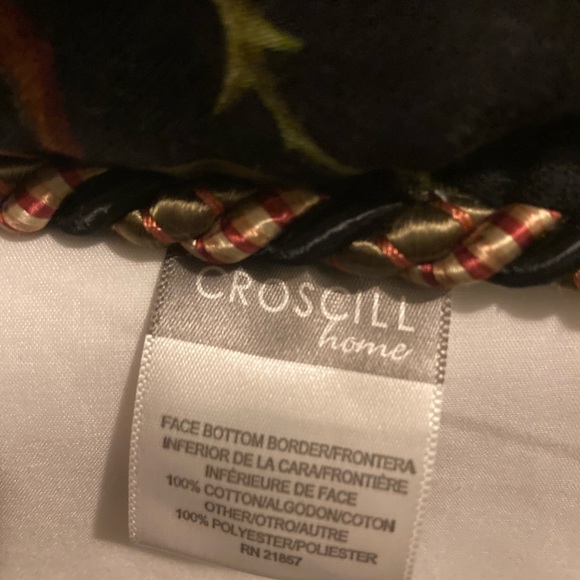 CROSCILL
home
FACE BOTTOM BORDER/FRONTERA
INFERIOR DE LA CARA/FRONTIÈRE
INFÉRIEURE DE FACE
100% COTTON/ALGODON/COTON
OTHER/OTRO/AUTRE
100% POLYESTER/POLIESTER
RN 21857